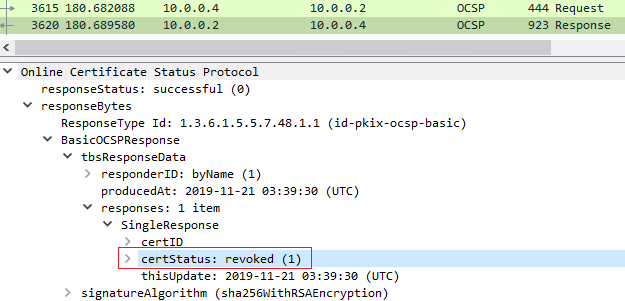 3615 180.682088 10.0.0.4 10.0.0.2 OCSP 444 Request
3620 180.689580 10.0.0.2 10.0.0.4 OCSP 923 Response
Online Certificate Status Protocol
responseStatus: successful (0)
responseBytes
ResponseType Id: 1.3.6.1.5.5.7.48.1.1 (id-pkix-ocsp-basic)
BasicOCSPResponse
tbsResponseData
responderID: byName (1)
producedAt: 2019-11-21 03:39:30 (UTC)
responses: 1 item
SingleResponse
certID
certStatus: revoked (1)
thisUpdate: 2019-11-21 03:39:30 (UTC)
signatureAlgorithm (sha256WithRSAEncryption)